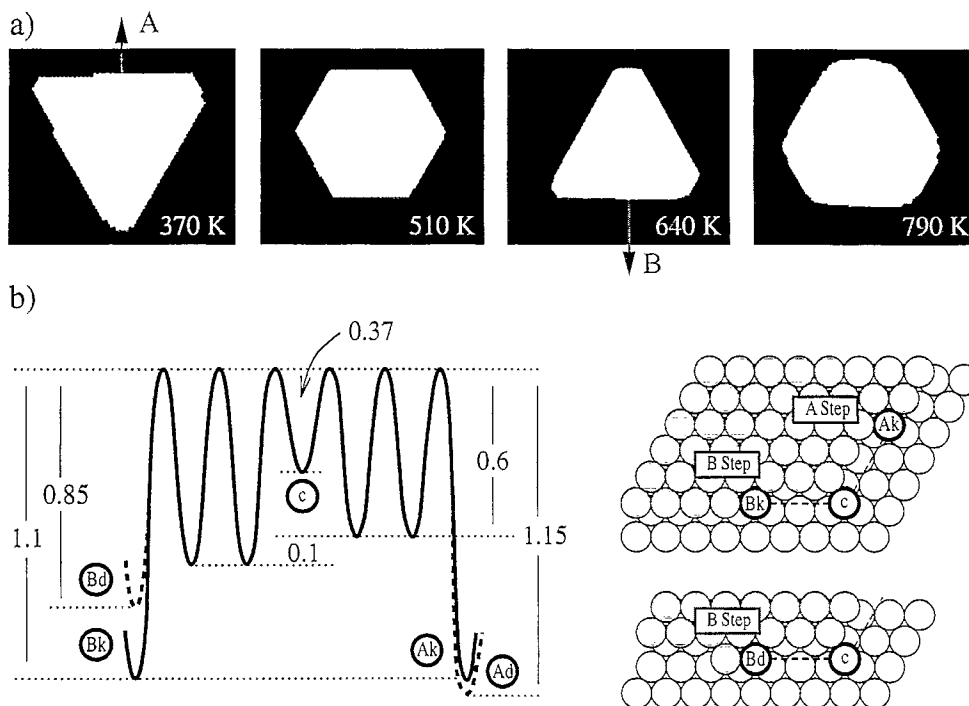 a)
A
370 K
510 K
640 K
790 K
B
b)
0.37
0.85
1.1
0.6
1.15
0.1
c
Bd
Bk
Ak
Ad
A Step
Ak
B Step
Bk
c
B Step
Bd
c